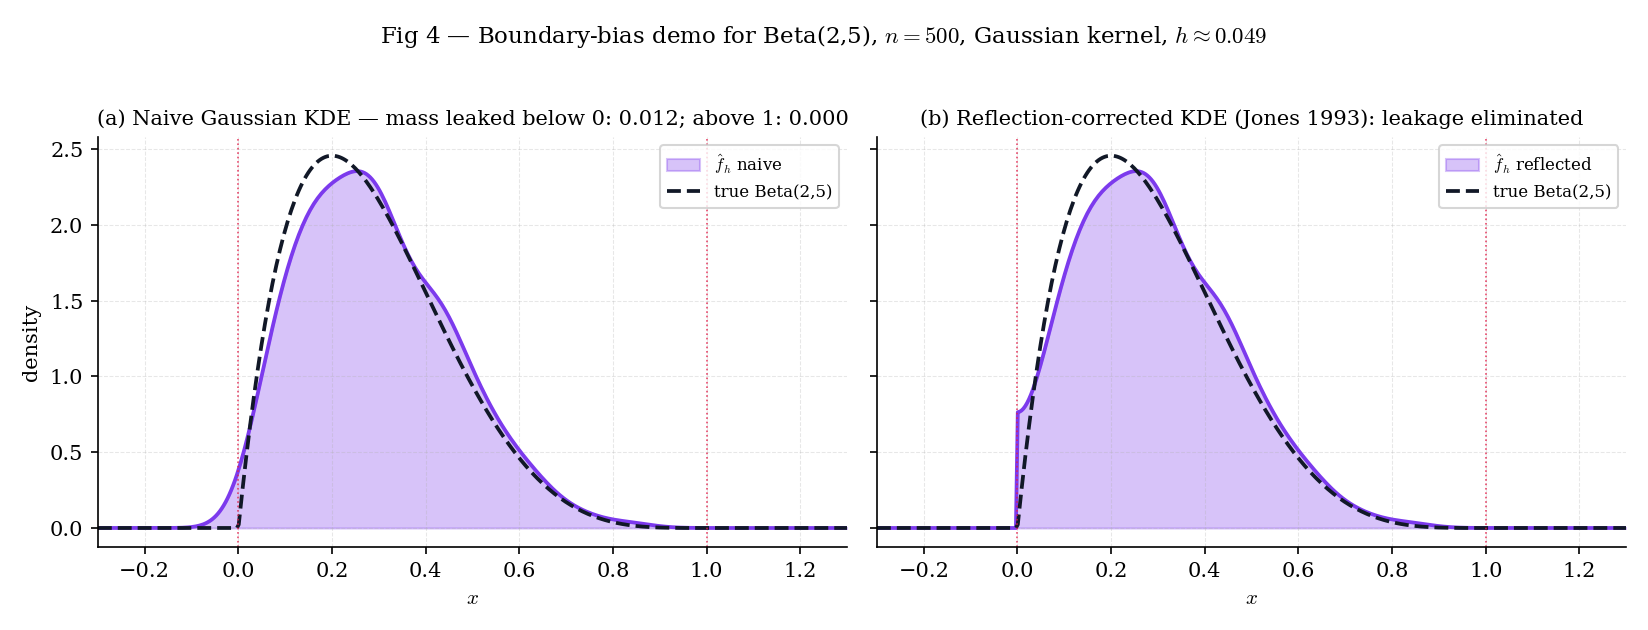 Fig 4 — Boundary-bias demo for Beta(2,5), n = 500, Gaussian kernel, h ≈ 0.049
(a) Naive Gaussian KDE — mass leaked below 0: 0.012; above 1: 0.000
f̂_h naive
true Beta(2,5)
density
2.5
2.0
1.5
1.0
0.5
0.0
−0.2 0.0 0.2 0.4 0.6 0.8 1.0 1.2
x
(b) Reflection-corrected KDE (Jones 1993): leakage eliminated
f̂_h reflected
true Beta(2,5)
−0.2 0.0 0.2 0.4 0.6 0.8 1.0 1.2
x